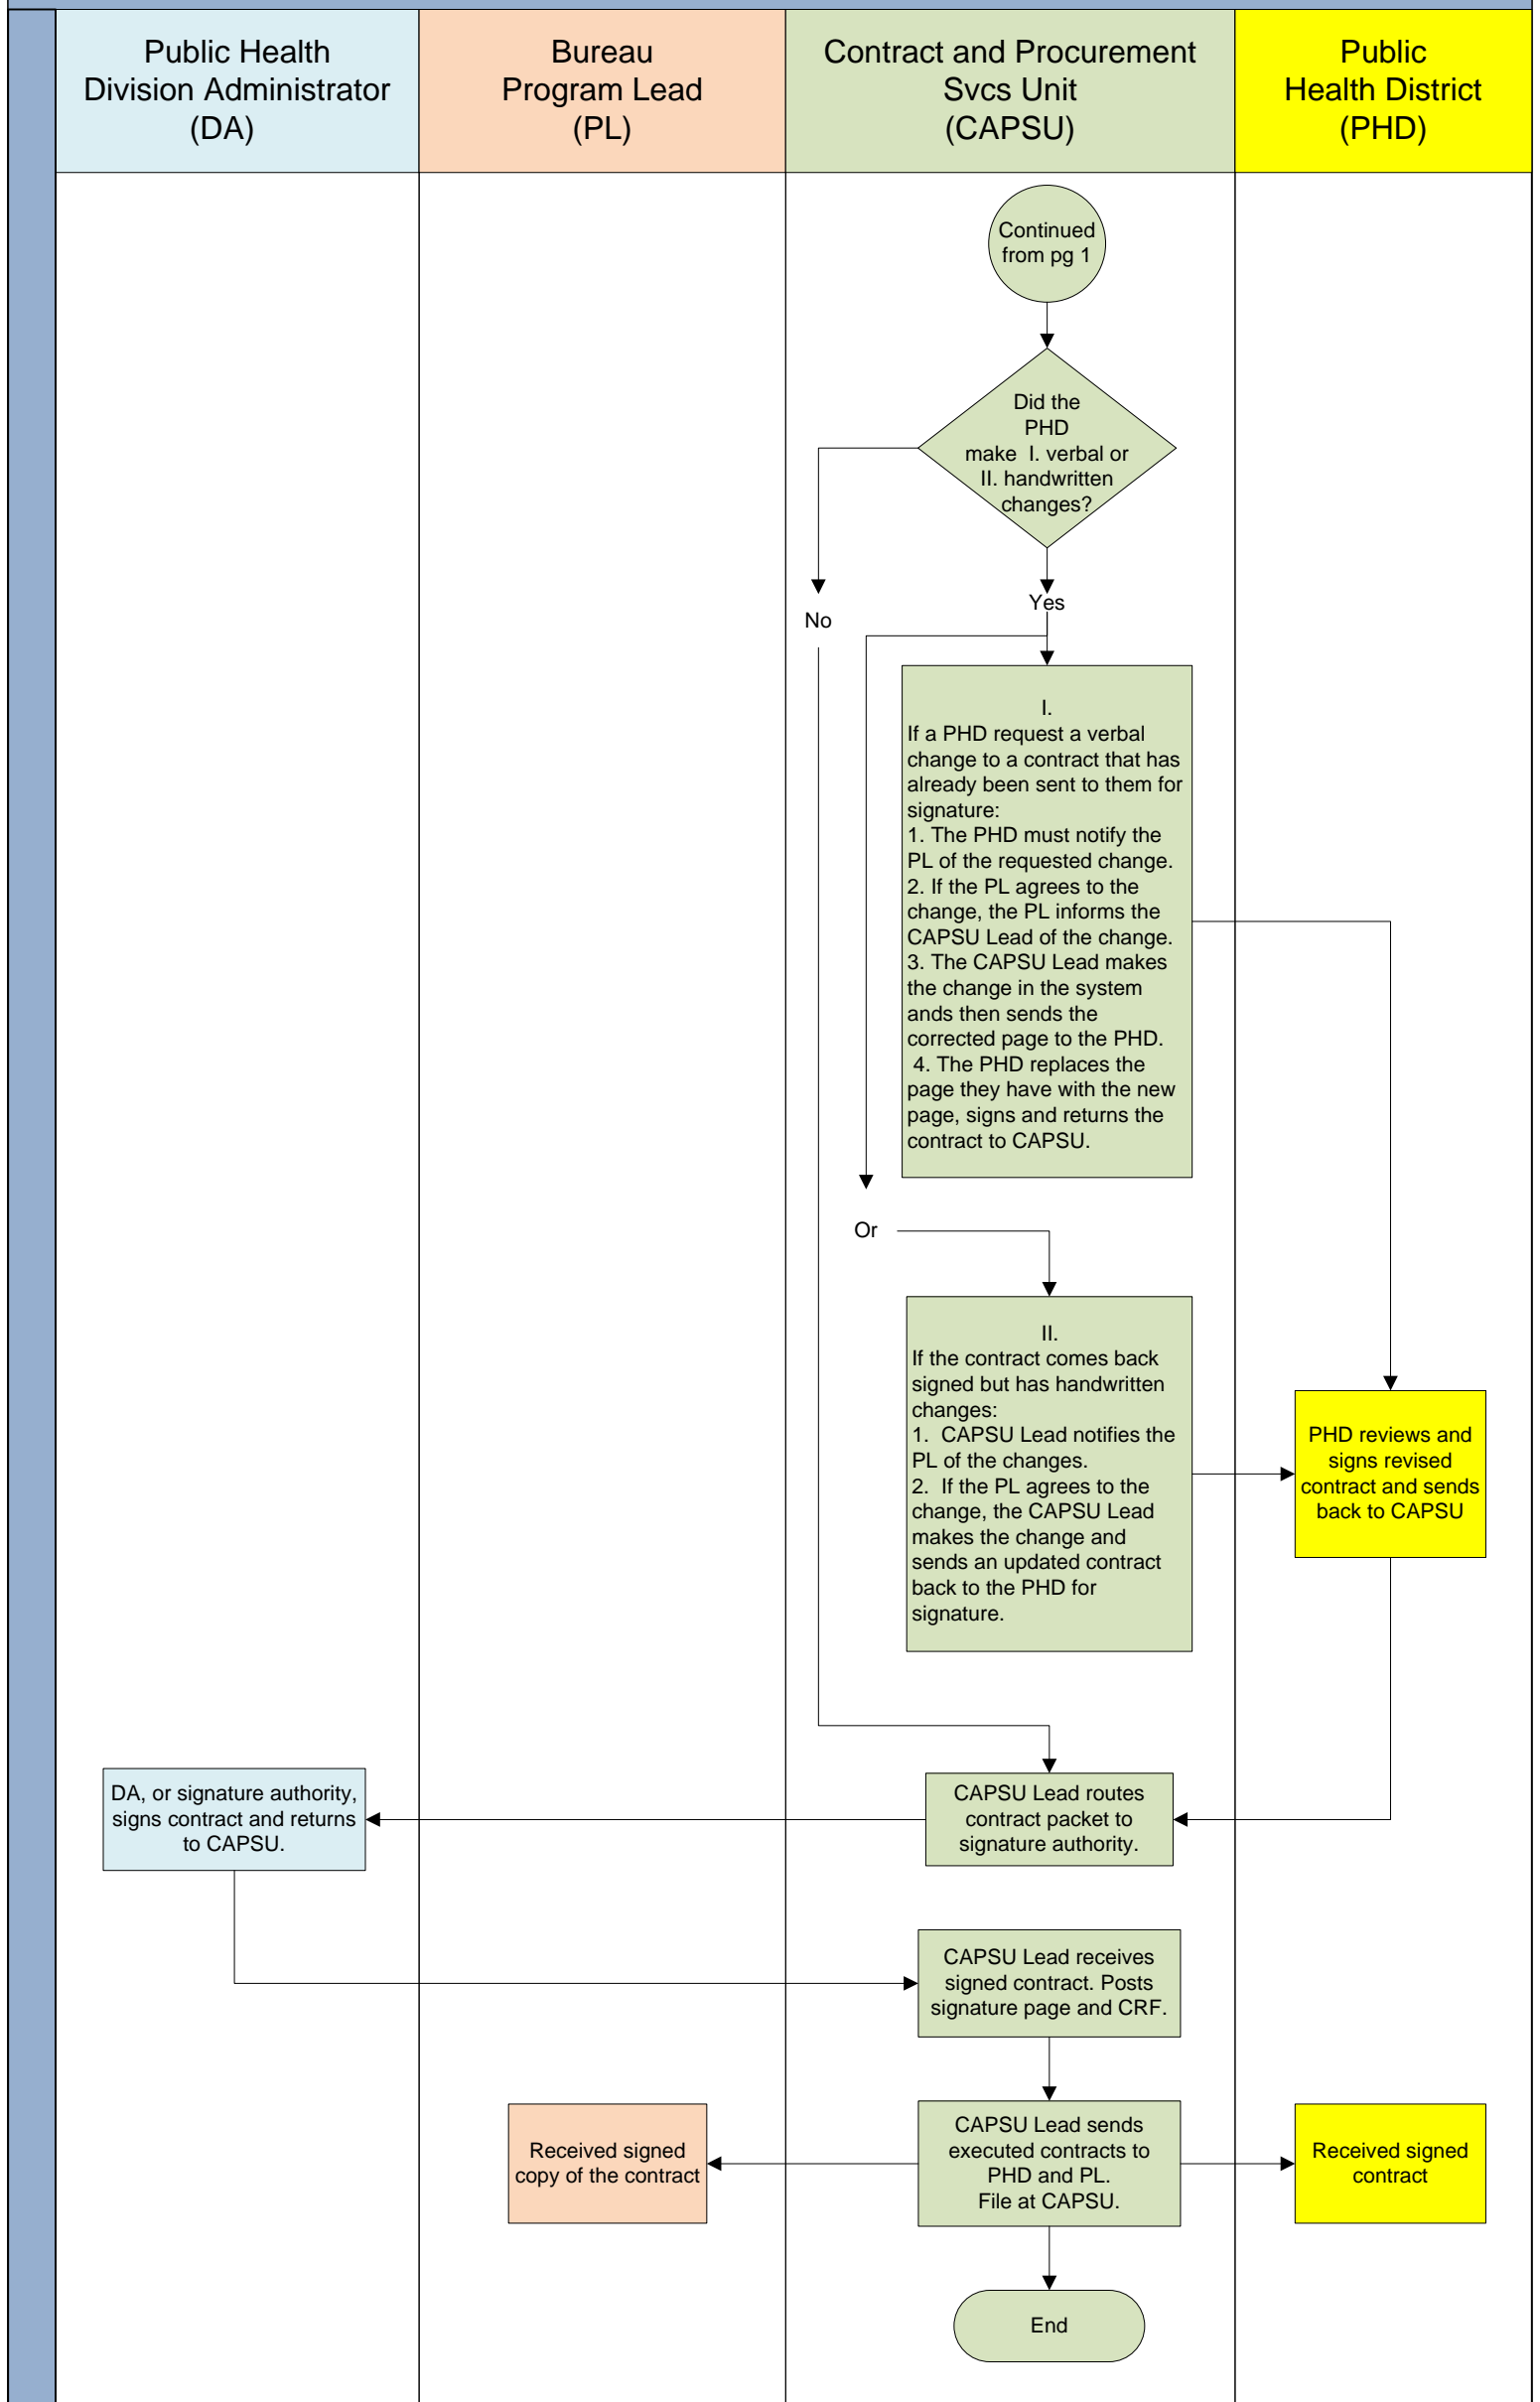 Public Health
Division Administrator
(DA)
Bureau
Program Lead
(PL)
Contract and Procurement
Svcs Unit
(CAPSU)
Public
Health District
(PHD)
Continued
from pg 1
Did the
PHD
make  I. verbal or
II. handwritten
changes?
No
Yes
I.
If a PHD request a verbal
change to a contract that has
already been sent to them for
signature:
1. The PHD must notify the
PL of the requested change.
2. If the PL agrees to the
change, the PL informs the
CAPSU Lead of the change.
3. The CAPSU Lead makes
the change in the system
ands then sends the
corrected page to the PHD.
4. The PHD replaces the
page they have with the new
page, signs and returns the
contract to CAPSU.
Or
II.
If the contract comes back
signed but has handwritten
changes:
1.  CAPSU Lead notifies the
PL of the changes.
2.  If the PL agrees to the
change, the CAPSU Lead
makes the change and
sends an updated contract
back to the PHD for
signature.
PHD reviews and
signs revised
contract and sends
back to CAPSU
DA, or signature authority,
signs contract and returns
to CAPSU.
CAPSU Lead routes
contract packet to
signature authority.
CAPSU Lead receives
signed contract. Posts
signature page and CRF.
Received signed
copy of the contract
CAPSU Lead sends
executed contracts to
PHD and PL.
File at CAPSU.
Received signed
contract
End